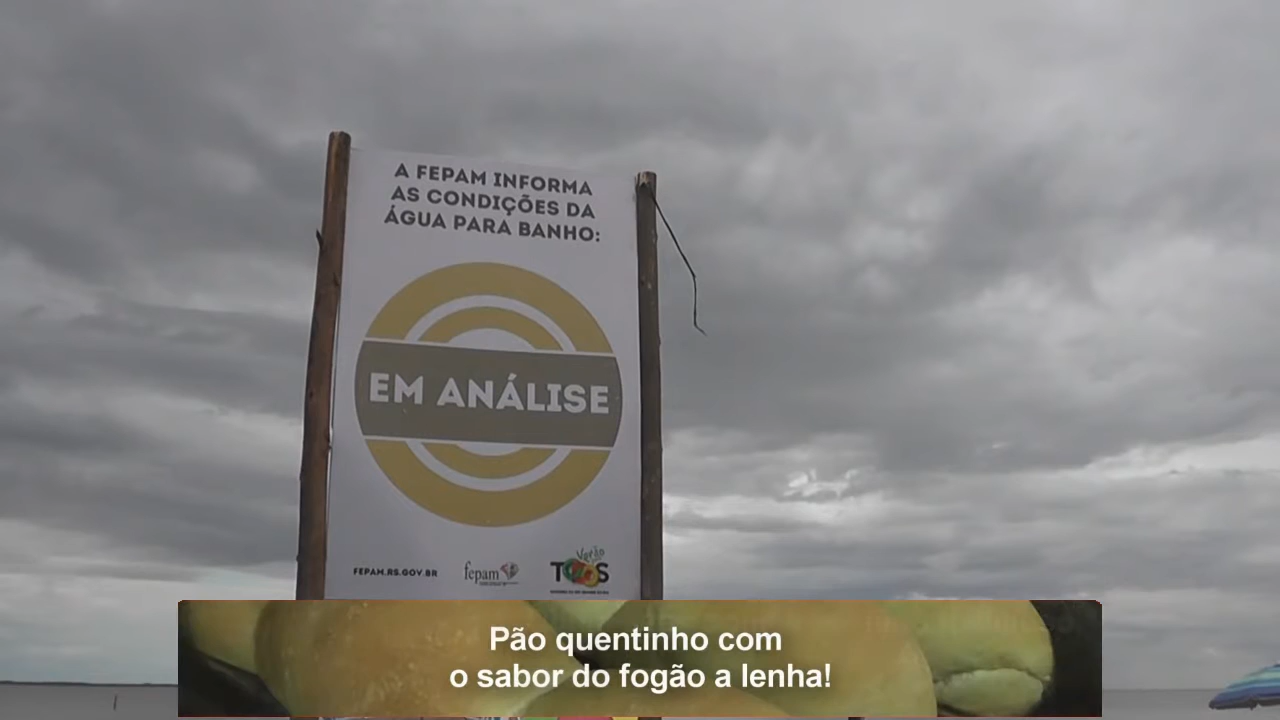 A FEPAM INFORMA
AS CONDIÇÕES DA
ÁGUA PARA BANHO:
EM ANÁLISE
FEPAM.RS.GOV.BR
fepam
Verão
TODOS
Pão quentinho com
o sabor do fogão a lenha!